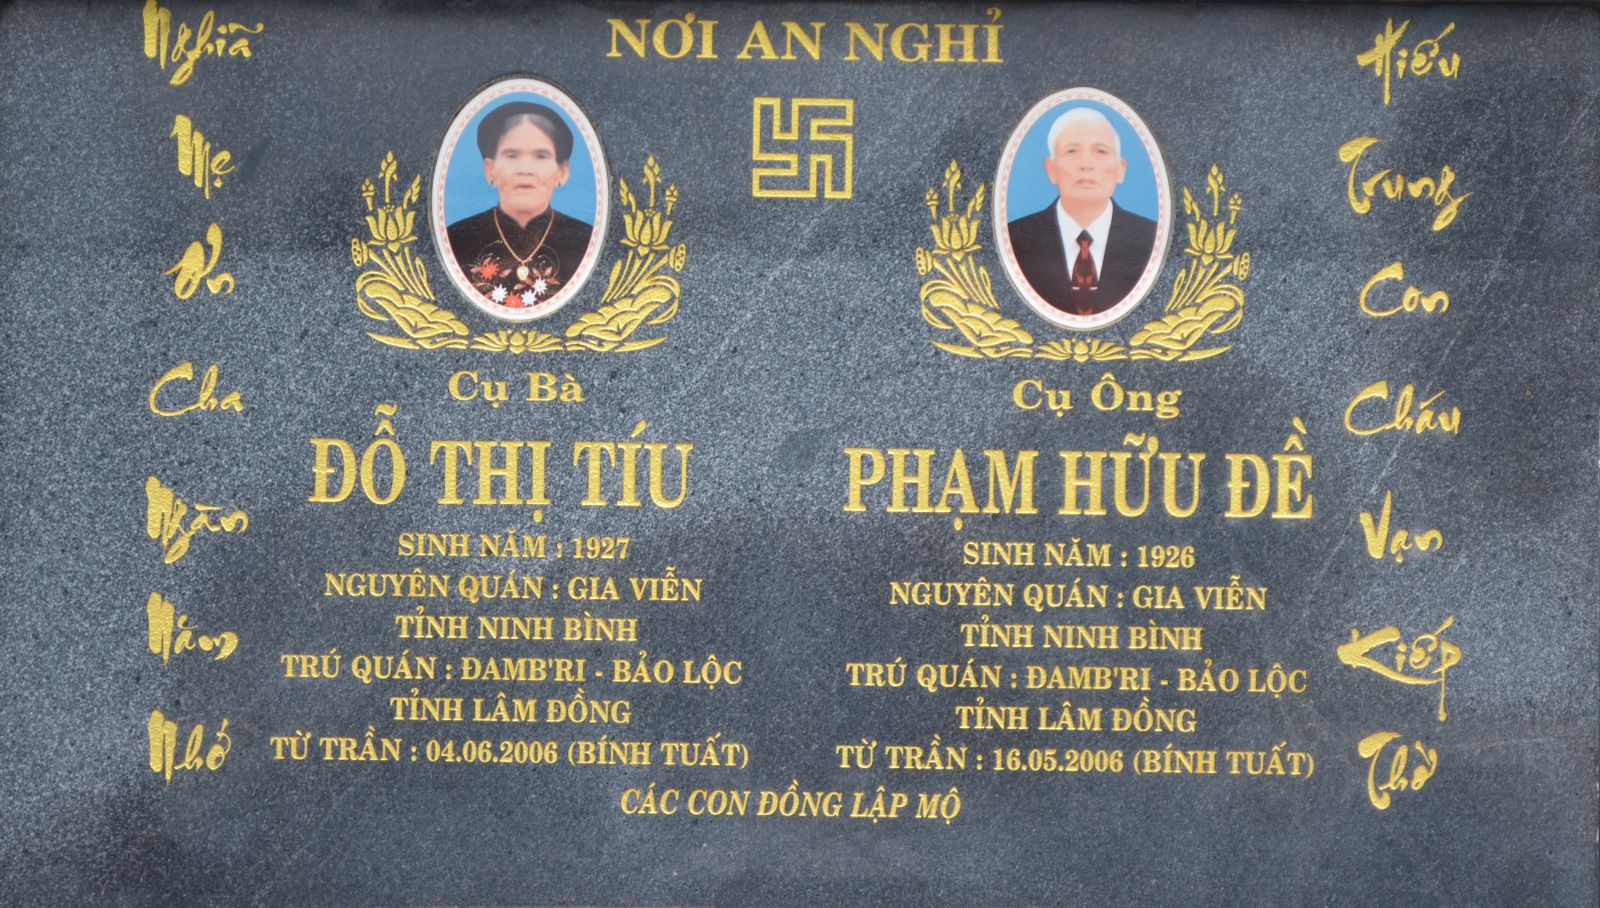 NƠI AN NGHỈ
Nghĩa
Mẹ
Ơn
Cha
Ngàn
Năm
Nhớ
Cụ Bà
ĐỖ THỊ TÍU
SINH NĂM : 1927
NGUYÊN QUÁN : GIA VIỄN
TỈNH NINH BÌNH
TRÚ QUÁN : ĐAMB'RI - BẢO LỘC
TỈNH LÂM ĐỒNG
TỪ TRẦN : 04.06.2006 (BÍNH TUẤT)
Cụ Ông
PHẠM HỮU ĐỀ
SINH NĂM : 1926
NGUYÊN QUÁN : GIA VIỄN
TỈNH NINH BÌNH
TRÚ QUÁN : ĐAMB'RI - BẢO LỘC
TỈNH LÂM ĐỒNG
TỪ TRẦN : 16.05.2006 (BÍNH TUẤT)
Hiếu
Trung
Con
Cháu
Vạn
Kiếp
Thờ
CÁC CON ĐỒNG LẬP MỘ